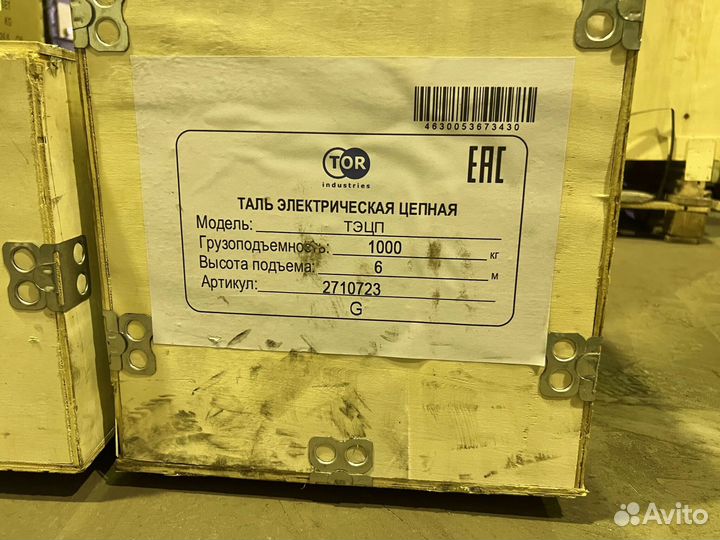 4630053673430
TOR
industries
EAC
ТАЛЬ ЭЛЕКТРИЧЕСКАЯ ЦЕПНАЯ
Модель: ТЭЦП
Грузоподъемность: 1000 кг
Высота подъема: 6 м
Артикул: 2710723
G
Avito